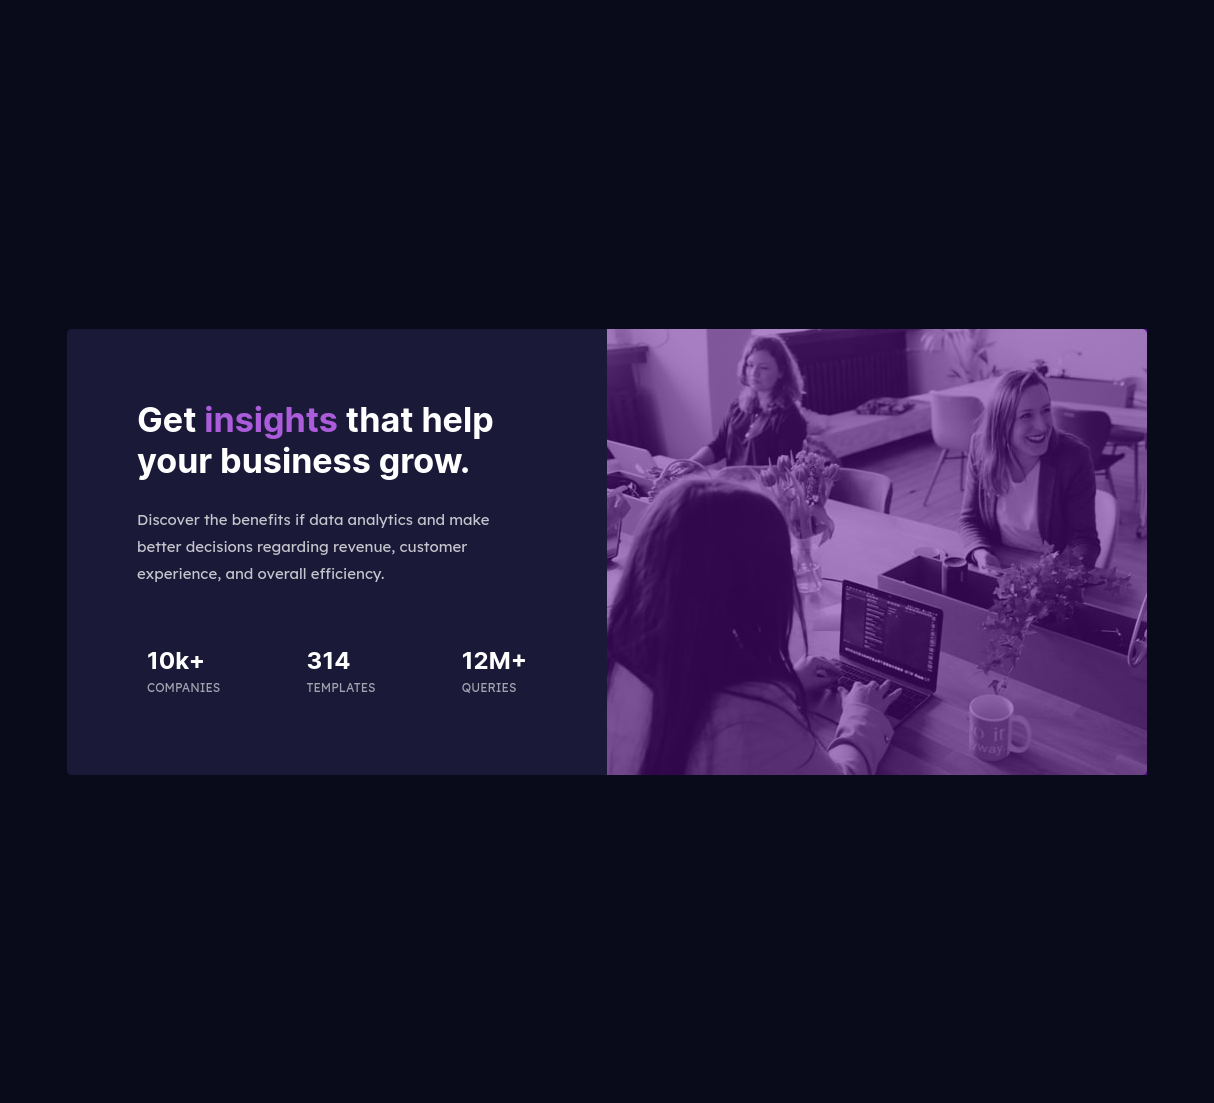 Get insights that help
your business grow.
Discover the benefits if data analytics and make
better decisions regarding revenue, customer
experience, and overall efficiency.
10k+ 314 12M+
COMPANIES TEMPLATES QUERIES